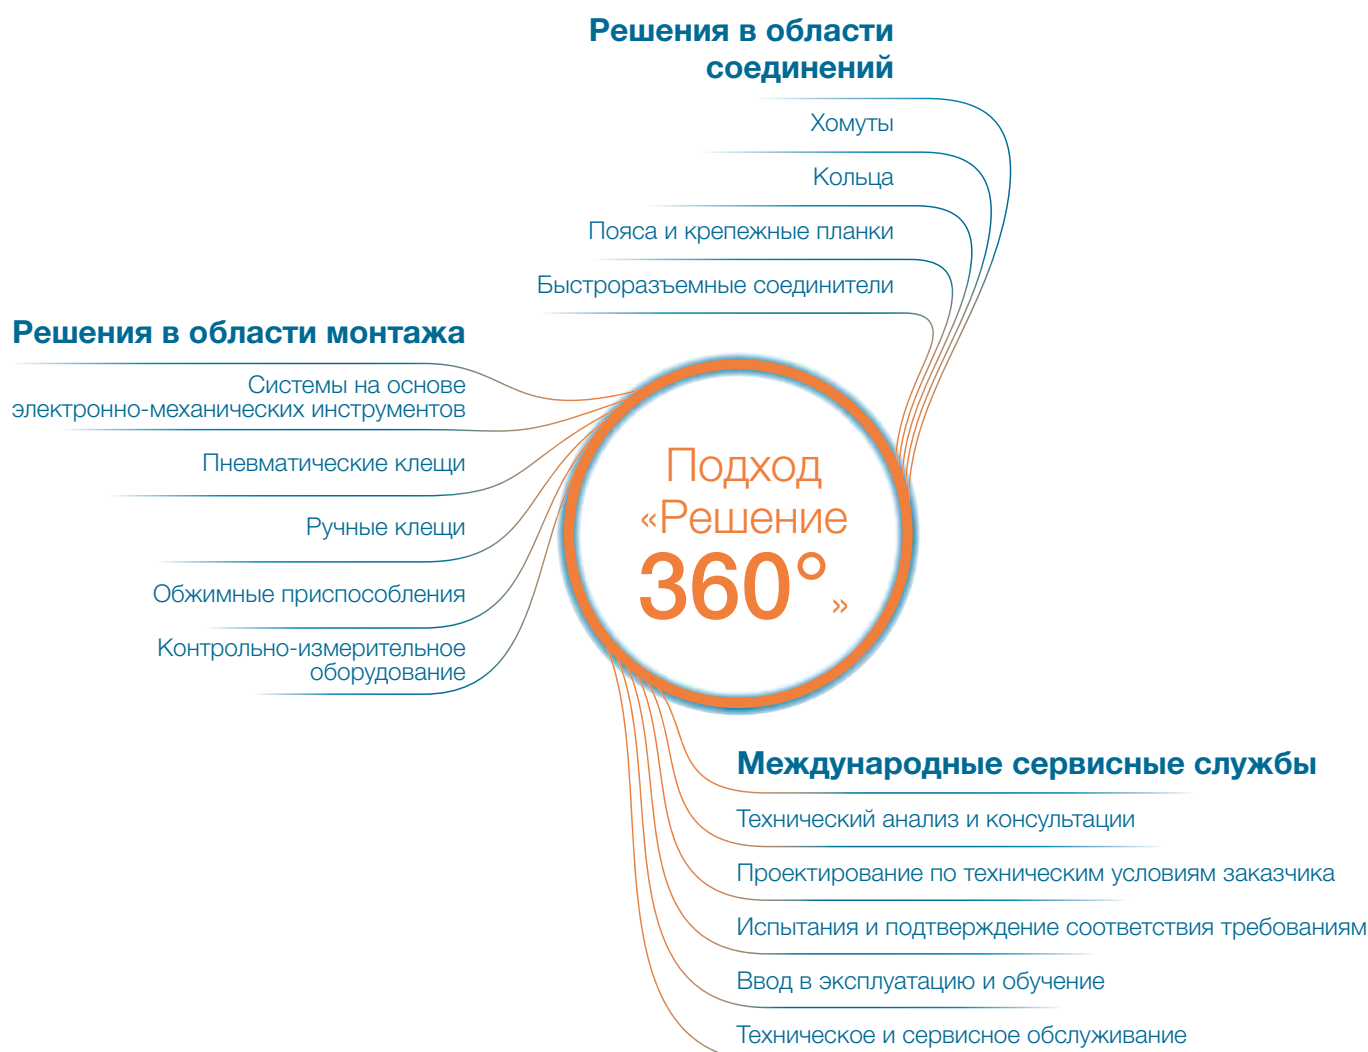 Решения в области
соединений
Хомуты
Кольца
Пояса и крепежные планки
Быстроразъемные соединители
Решения в области монтажа
Системы на основе
электронно-механических инструментов
Пневматические клещи
Ручные клещи
Обжимные приспособления
Контрольно-измерительное
оборудование
Подход
«Решение
360°»
Международные сервисные службы
Технический анализ и консультации
Проектирование по техническим условиям заказчика
Испытания и подтверждение соответствия требованиям
Ввод в эксплуатацию и обучение
Техническое и сервисное обслуживание